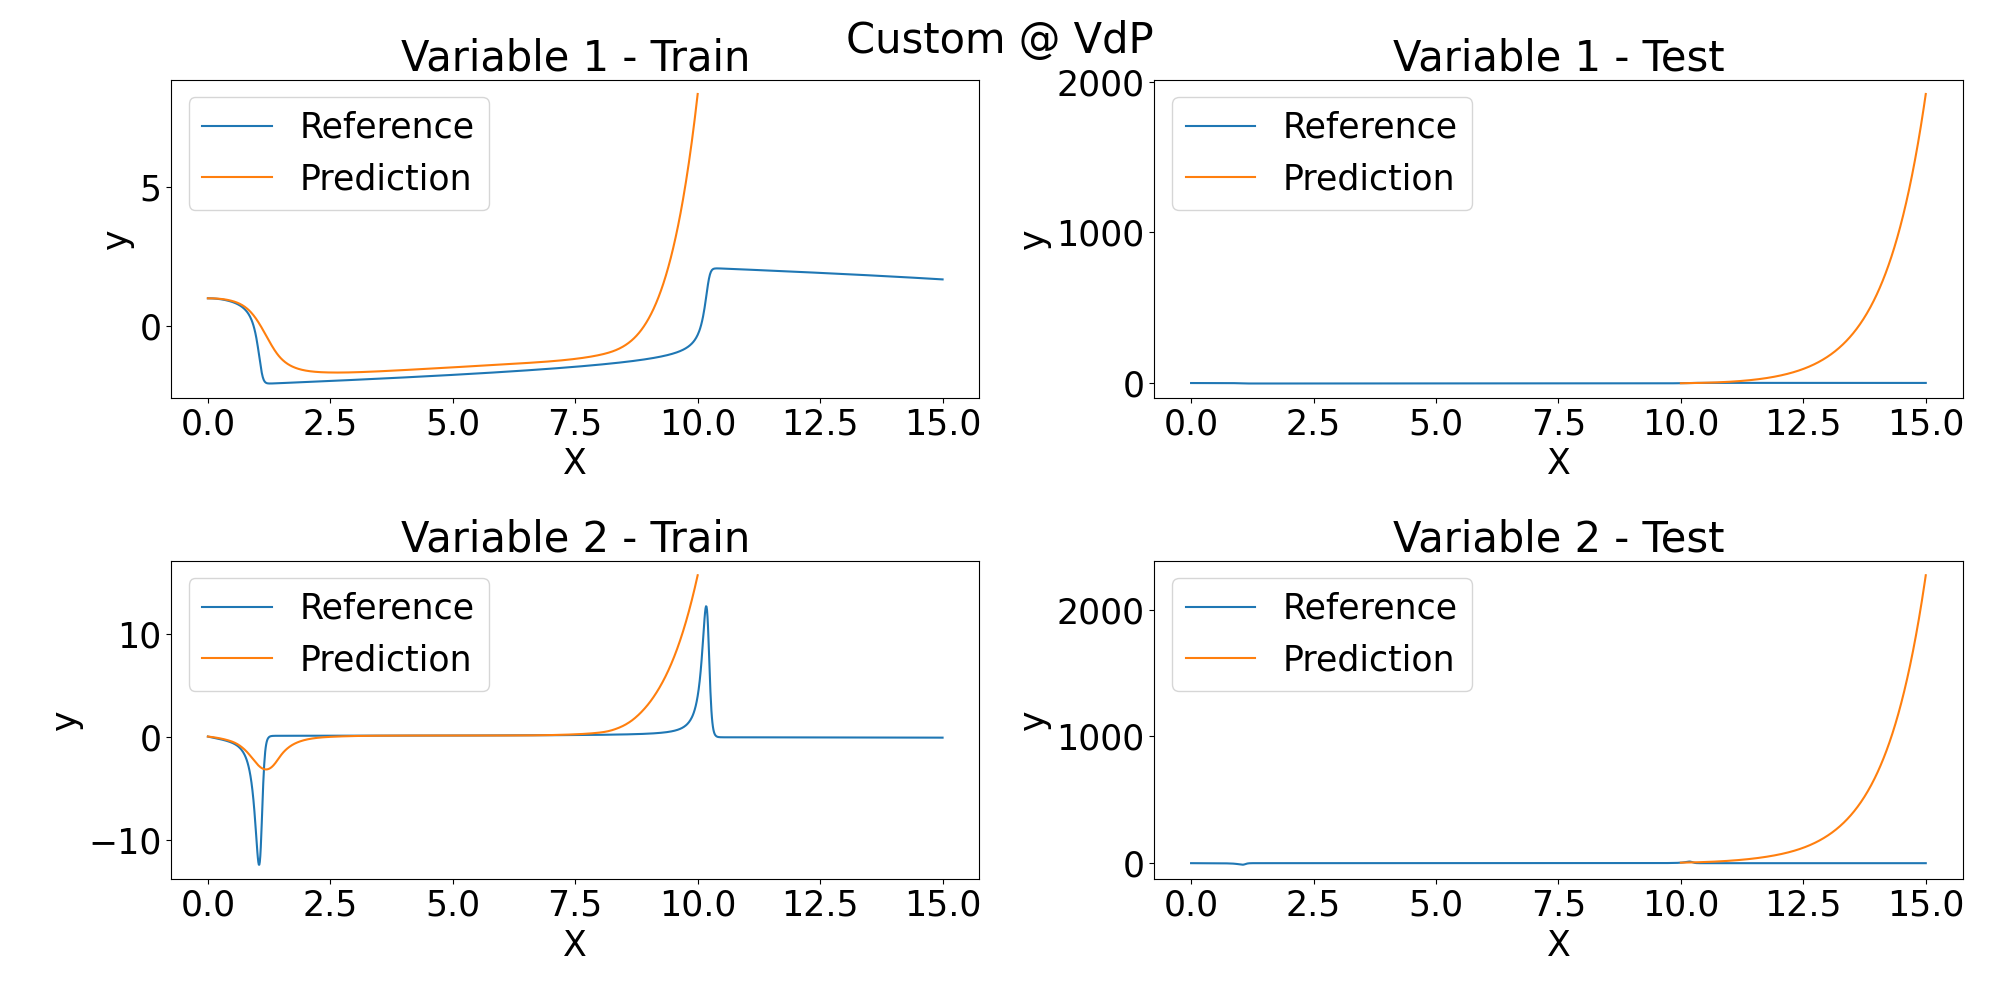 Custom @ VdP
Variable 1 - Train
Reference
Prediction
y
5
0
0.0 2.5 5.0 7.5 10.0 12.5 15.0
X
Variable 1 - Test
Reference
Prediction
y
2000
1000
0
0.0 2.5 5.0 7.5 10.0 12.5 15.0
X
Variable 2 - Train
Reference
Prediction
y
10
0
−10
0.0 2.5 5.0 7.5 10.0 12.5 15.0
X
Variable 2 - Test
Reference
Prediction
y
2000
1000
0
0.0 2.5 5.0 7.5 10.0 12.5 15.0
X